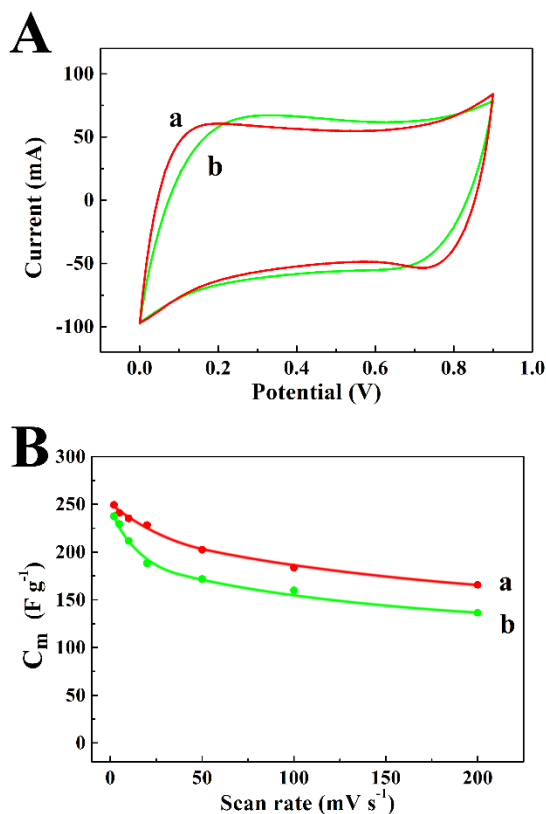 A
100
50
0
-50
-100
Current (mA)
a
b
0.0 0.2 0.4 0.6 0.8 1.0
Potential (V)
B
300
250
200
150
100
50
0
Cm (F g-1)
a
b
0 50 100 150 200
Scan rate (mV s-1)